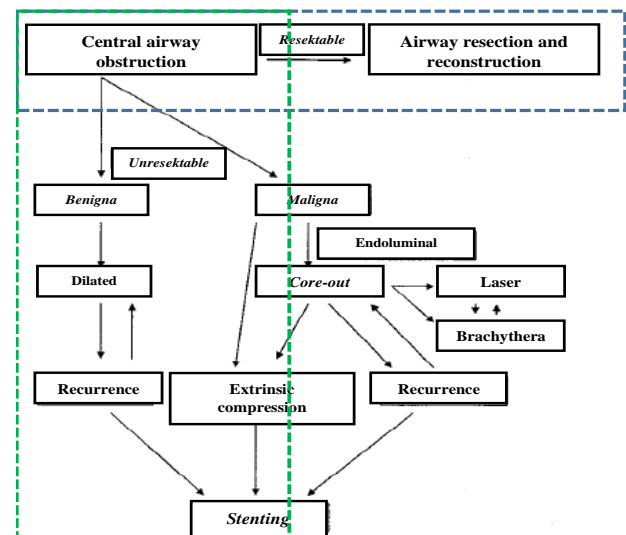 Central airway
obstruction
Resektable
Airway resection and
reconstruction
Unresektable
Benigna
Maligna
Endoluminal
Dilated
Core-out
Laser
Brachythera
Recurrence
Extrinsic
compression
Recurrence
Stenting